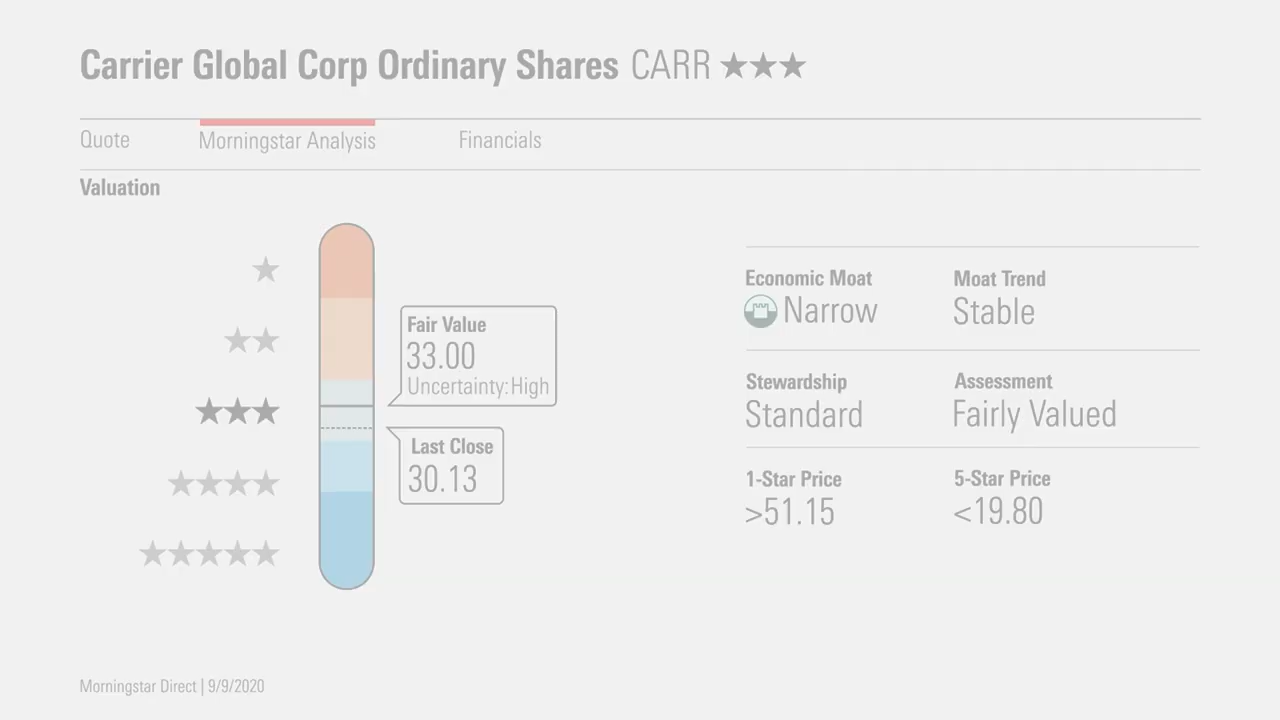 Carrier Global Corp Ordinary Shares CARR ★★★
Quote Morningstar Analysis Financials
Valuation
Fair Value
33.00
Uncertainty: High
Last Close
30.13
Economic Moat Moat Trend
Narrow Stable
Stewardship Assessment
Standard Fairly Valued
1-Star Price 5-Star Price
>51.15 <19.80
Morningstar Direct | 9/9/2020